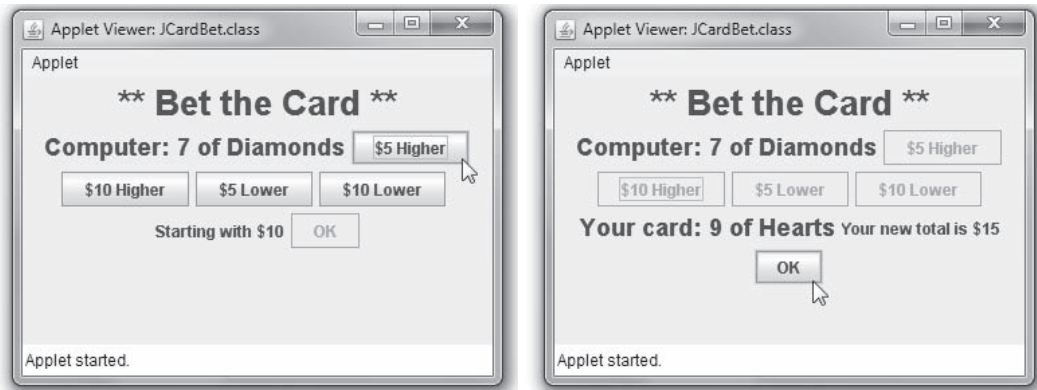 Applet Viewer: JCardBet.class
Applet
** Bet the Card **
Computer: 7 of Diamonds $5 Higher
$10 Higher $5 Lower $10 Lower
Starting with $10 OK
Applet started.
Applet Viewer: JCardBet.class
Applet
** Bet the Card **
Computer: 7 of Diamonds $5 Higher
$10 Higher $5 Lower $10 Lower
Your card: 9 of Hearts Your new total is $15
OK
Applet started.